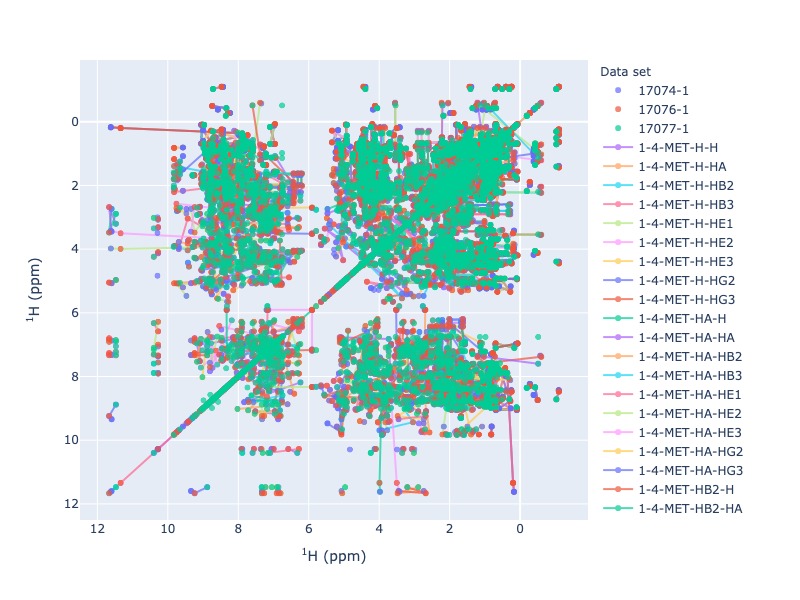 Data set
17074-1
17076-1
17077-1
1-4-MET-H-H
1-4-MET-H-HA
1-4-MET-H-HB2
1-4-MET-H-HB3
1-4-MET-H-HE1
1-4-MET-H-HE2
1-4-MET-H-HE3
1-4-MET-H-HG2
1-4-MET-H-HG3
1-4-MET-HA-H
1-4-MET-HA-HA
1-4-MET-HA-HB2
1-4-MET-HA-HB3
1-4-MET-HA-HE1
1-4-MET-HA-HE2
1-4-MET-HA-HE3
1-4-MET-HA-HG2
1-4-MET-HA-HG3
1-4-MET-HB2-H
1-4-MET-HB2-HA
0
2
4
6
8
10
12
¹H (ppm)
12 10 8 6 4 2 0
¹H (ppm)